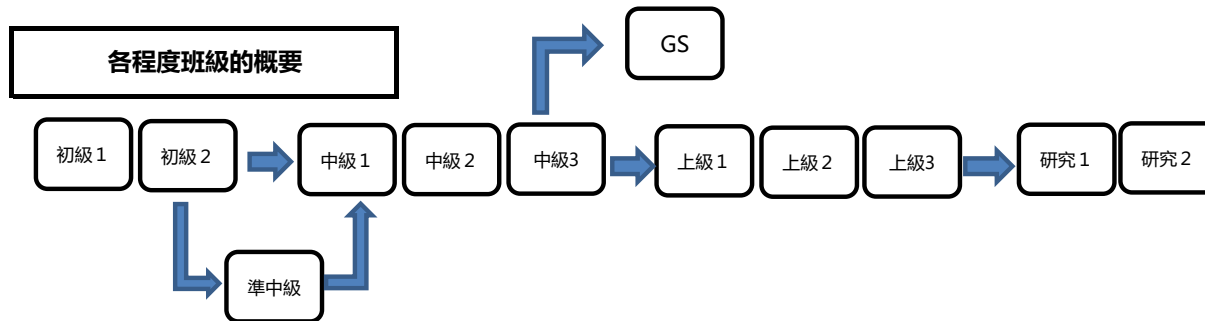 GS
各程度班級的概要
初級１
初級２
中級１
中級２
中級3
上級１
上級２
上級3
研究１
研究２
準中級